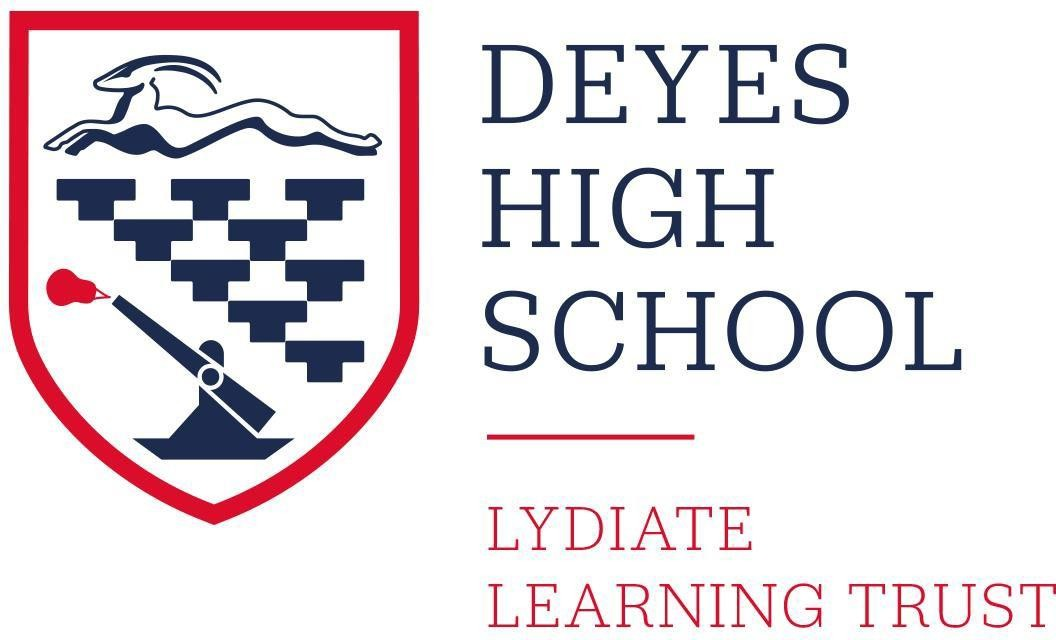 DEYES
HIGH
SCHOOL
LYDIATE
LEARNING TRUST